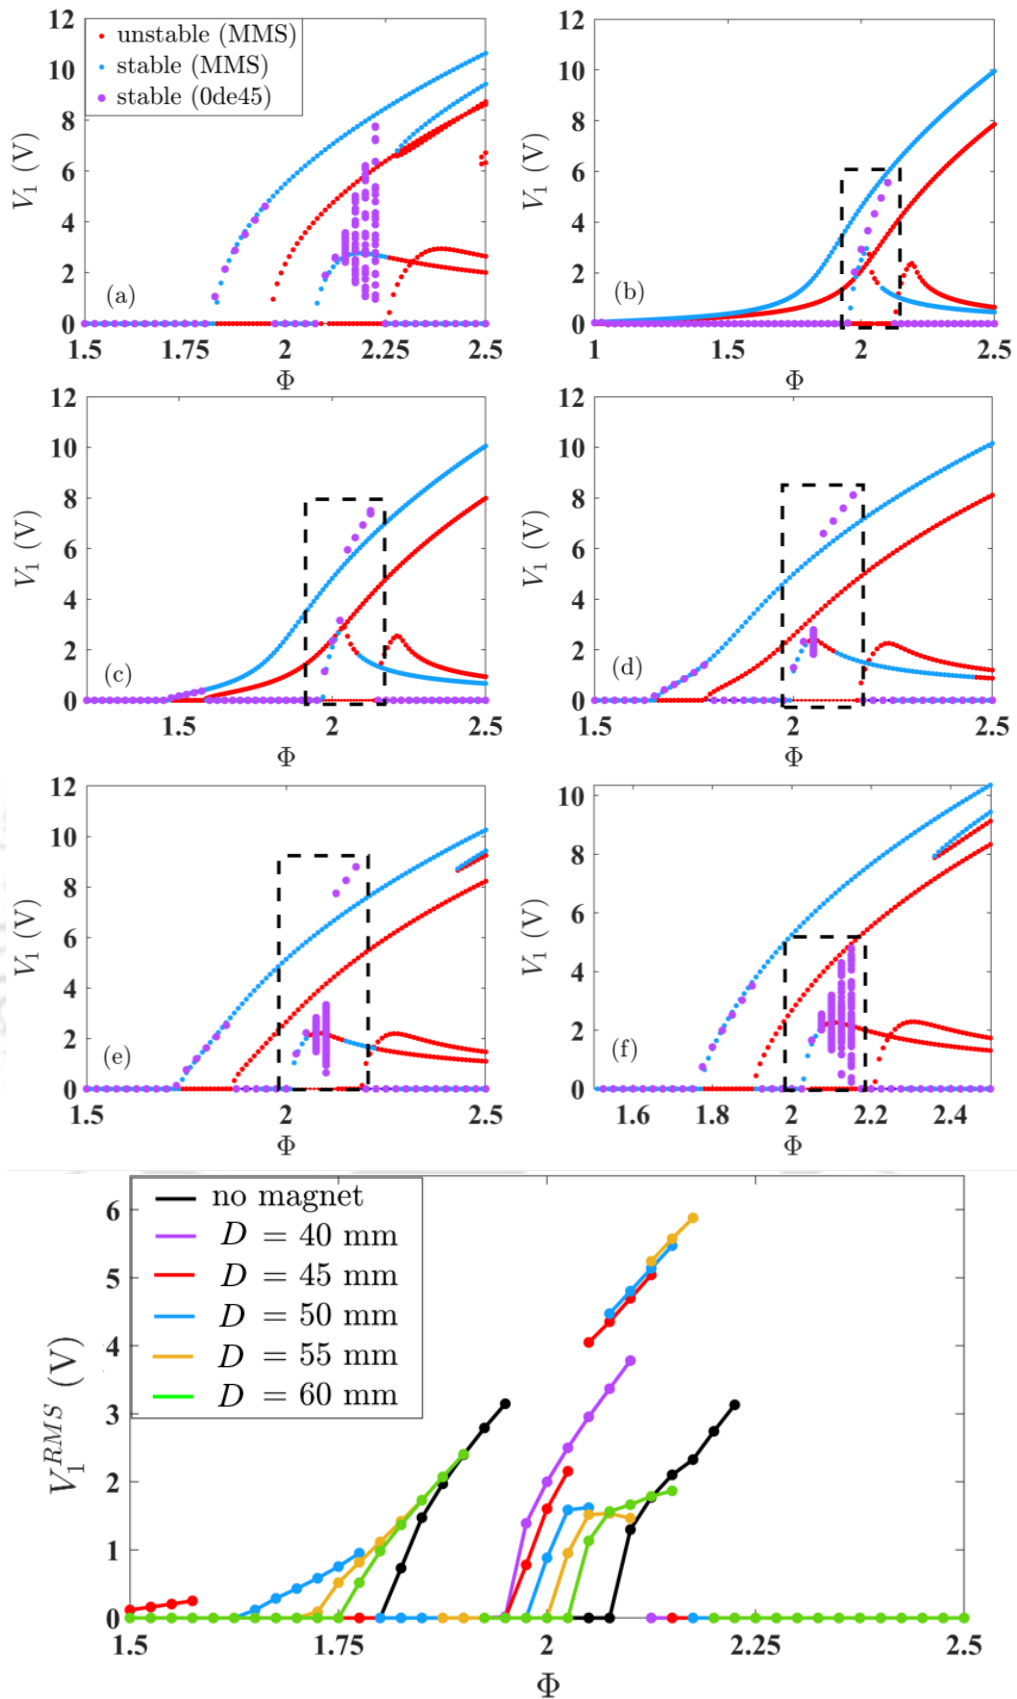 12
10
8
6
4
2
0
V1 (V)
unstable (MMS)
stable (MMS)
stable (0de45)
(a)
1.5 1.75 2 2.25 2.5
Φ
12
10
8
6
4
2
0
V1 (V)
(b)
1 1.5 2 2.5
Φ
12
10
8
6
4
2
0
V1 (V)
(c)
1.5 2 2.5
Φ
12
10
8
6
4
2
0
V1 (V)
(d)
1.5 2 2.5
Φ
12
10
8
6
4
2
0
V1 (V)
(e)
1.5 2 2.5
Φ
10
8
6
4
2
0
V1 (V)
(f)
1.6 1.8 2 2.2 2.4
Φ
6
5
4
3
2
1
0
V1^RMS (V)
no magnet
D = 40 mm
D = 45 mm
D = 50 mm
D = 55 mm
D = 60 mm
1.5 1.75 2 2.25 2.5
Φ